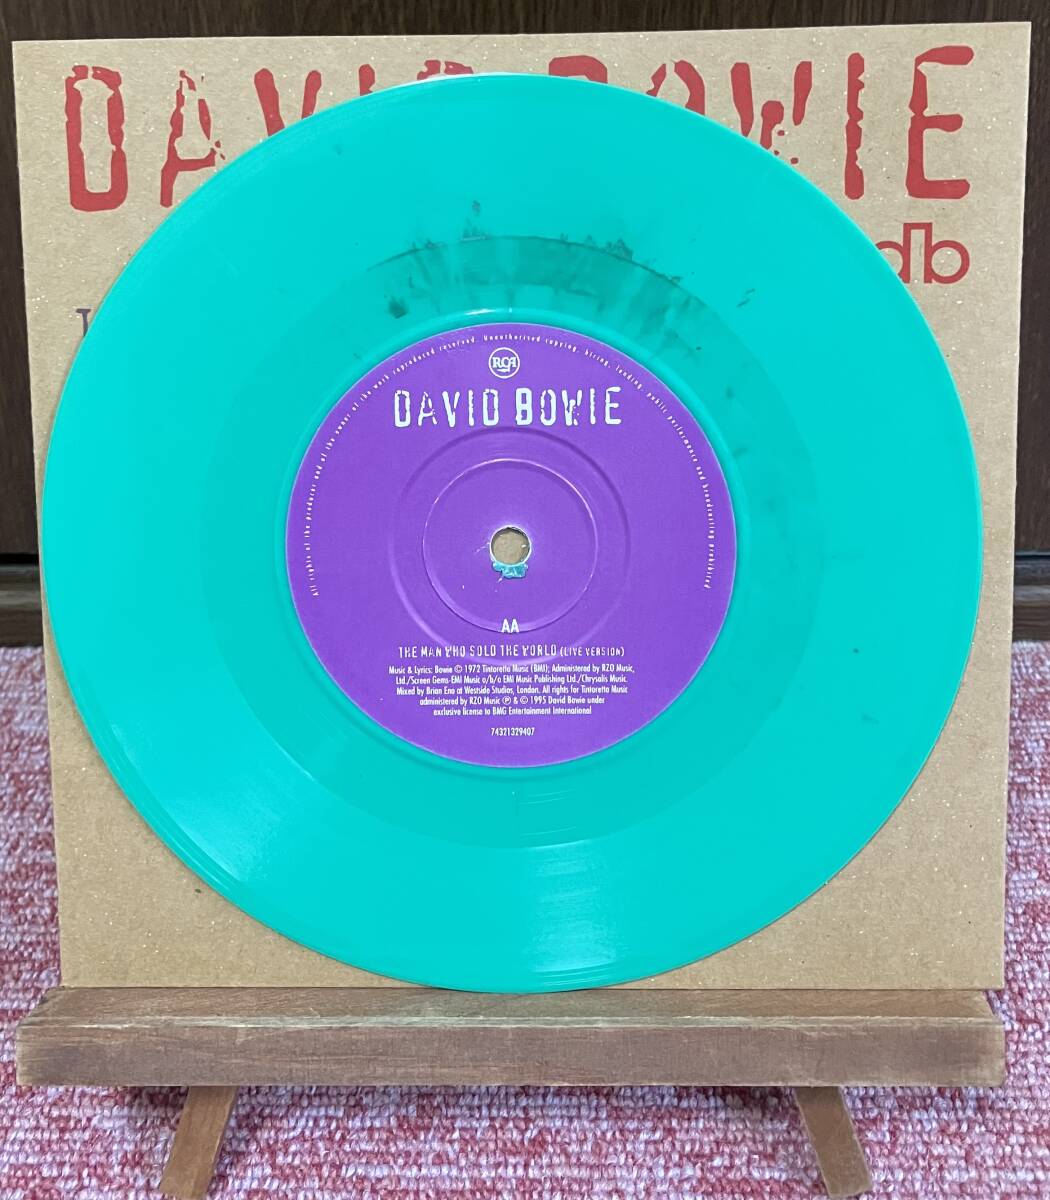 DAVID BOWIE
db
All rights of the producer and of the owner of the work reproduced reserved. Unauthorised copying, hiring, lending, public performance and broadcasting prohibited
RCA
DAVID BOWIE
AA
THE MAN WHO SOLD THE WORLD (LIVE VERSION)
Music & Lyrics: Bowie © 1972 Tintoretta Music (BMI); Administered by RZO Music,
Ltd./Screen Gems-EMI Music o/b/o EMI Music Publishing Ltd./Chrysalis Music.
Mixed by Brian Eno at Westside Studios, London. All rights for Tintoretta Music
administered by RZO Music ℗ & © 1995 David Bowie under
exclusive license to BMG Entertainment International
74321329407